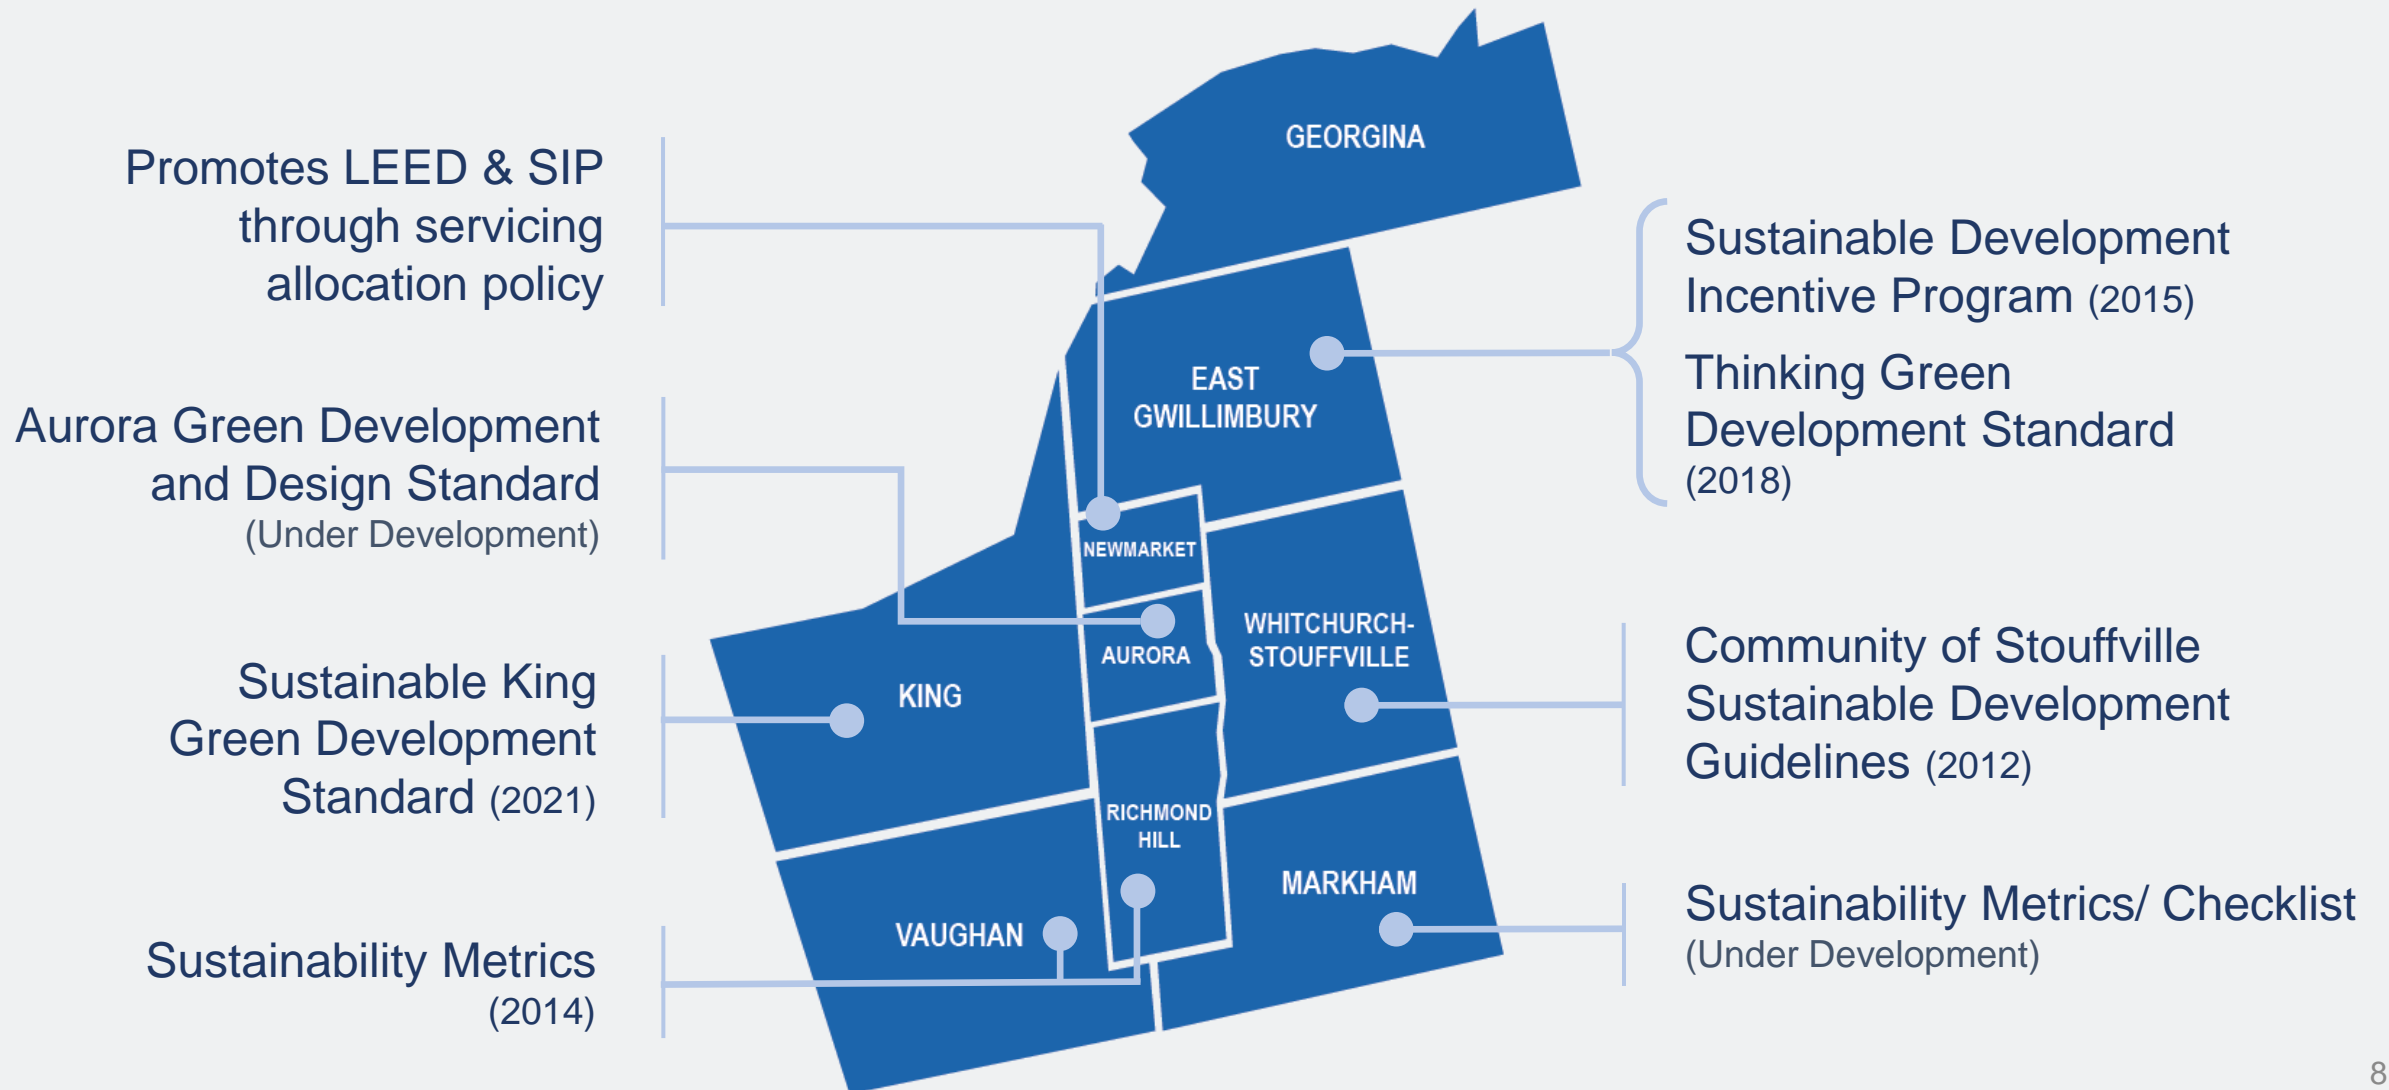 Promotes LEED & SIP
through servicing
allocation policy
Aurora Green Development
and Design Standard
(Under Development)
Sustainable King
Green Development
Standard (2021)
Sustainability Metrics
(2014)
GEORGINA
EAST
GWILLIMBURY
NEWMARKET
AURORA
WHITCHURCH-
STOUFFVILLE
KING
RICHMOND
HILL
VAUGHAN
MARKHAM
Sustainable Development
Incentive Program (2015)
Thinking Green
Development Standard
(2018)
Community of Stouffville
Sustainable Development
Guidelines (2012)
Sustainability Metrics/ Checklist
(Under Development)
8